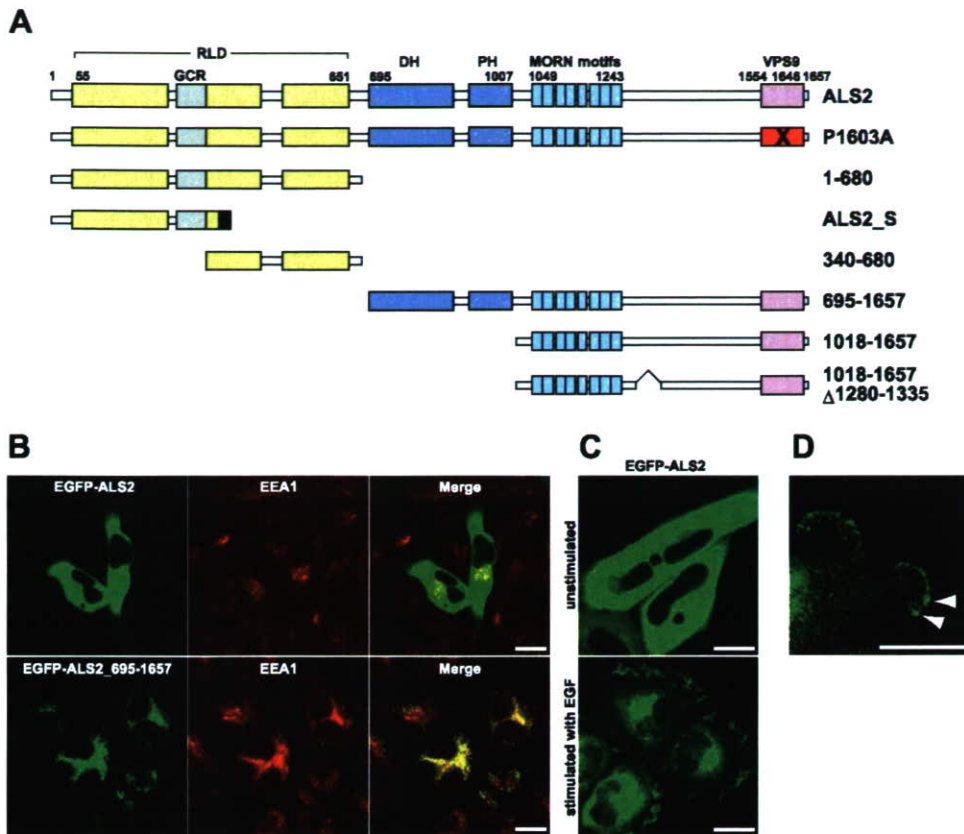 A
RLD
DH PH MORN motifs VPS9
1 55 GCR 651 695 1007 1049 1243 1554 1646 1657
ALS2
P1603A
X
1-680
ALS2_S
340-680
695-1657
1018-1657
1018-1657
Δ1280-1335
B
EGFP-ALS2 EEA1 Merge
EGFP-ALS2_695-1657 EEA1 Merge
C
EGFP-ALS2
unstimulated
stimulated with EGF
D